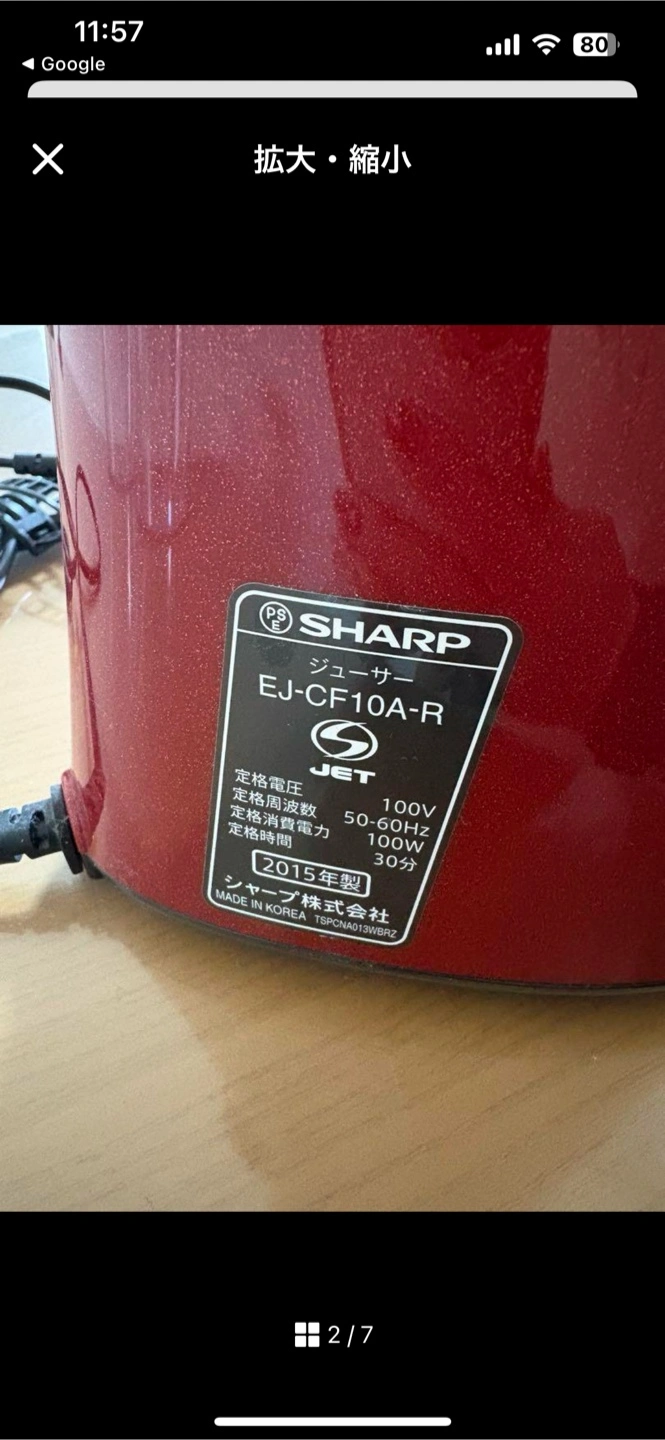 11:57
80
◀ Google
拡大・縮小
PSE SHARP
ジューサー
EJ-CF10A-R
JET
定格電圧 100V
定格周波数 50-60Hz
定格消費電力 100W
定格時間 30分
2015年製
シャープ株式会社
MADE IN KOREA TSPCNA013WBRZ
2 / 7